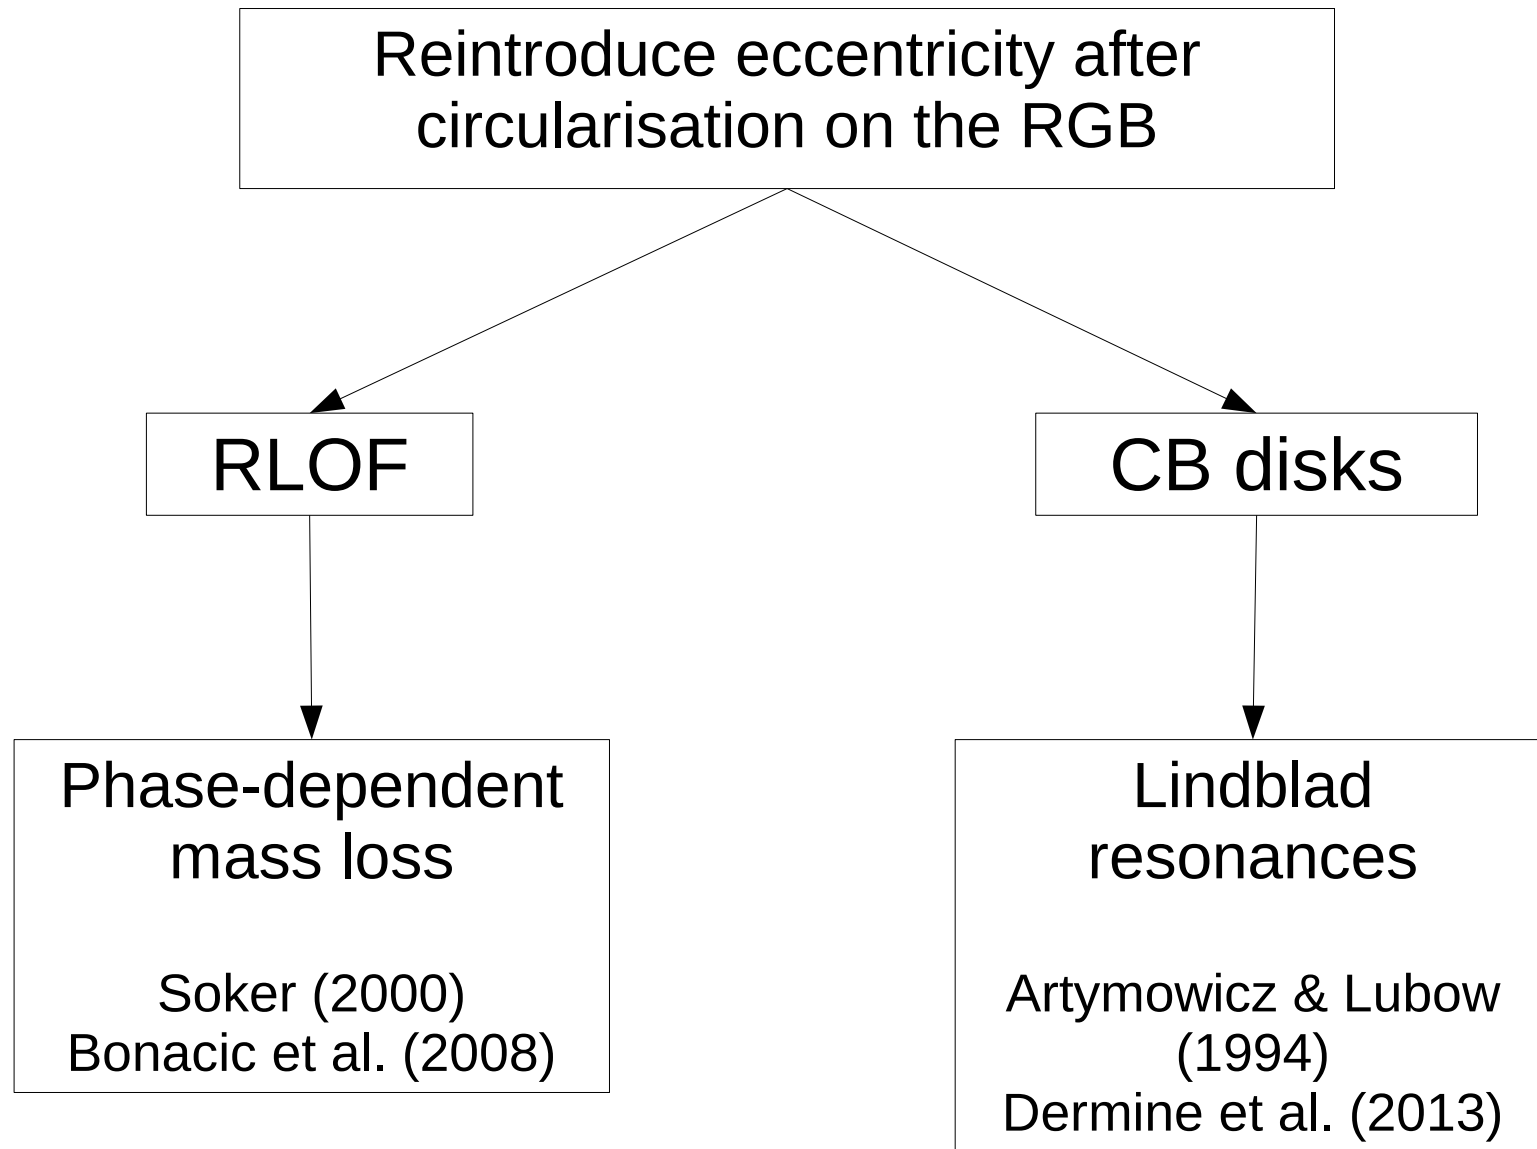 Reintroduce eccentricity after
circularisation on the RGB
RLOF
CB disks
Phase-dependent
mass loss
Soker (2000)
Bonacic et al. (2008)
Lindblad
resonances
Artymowicz & Lubow
(1994)
Dermine et al. (2013)